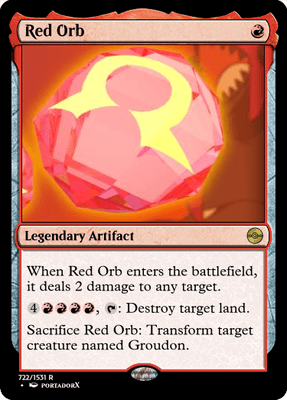 Red Orb
Legendary Artifact
When Red Orb enters the battlefield,
it deals 2 damage to any target.
4: Destroy target land.
Sacrifice Red Orb: Transform target
creature named Groudon.
722/1531 R
• PORTADORX